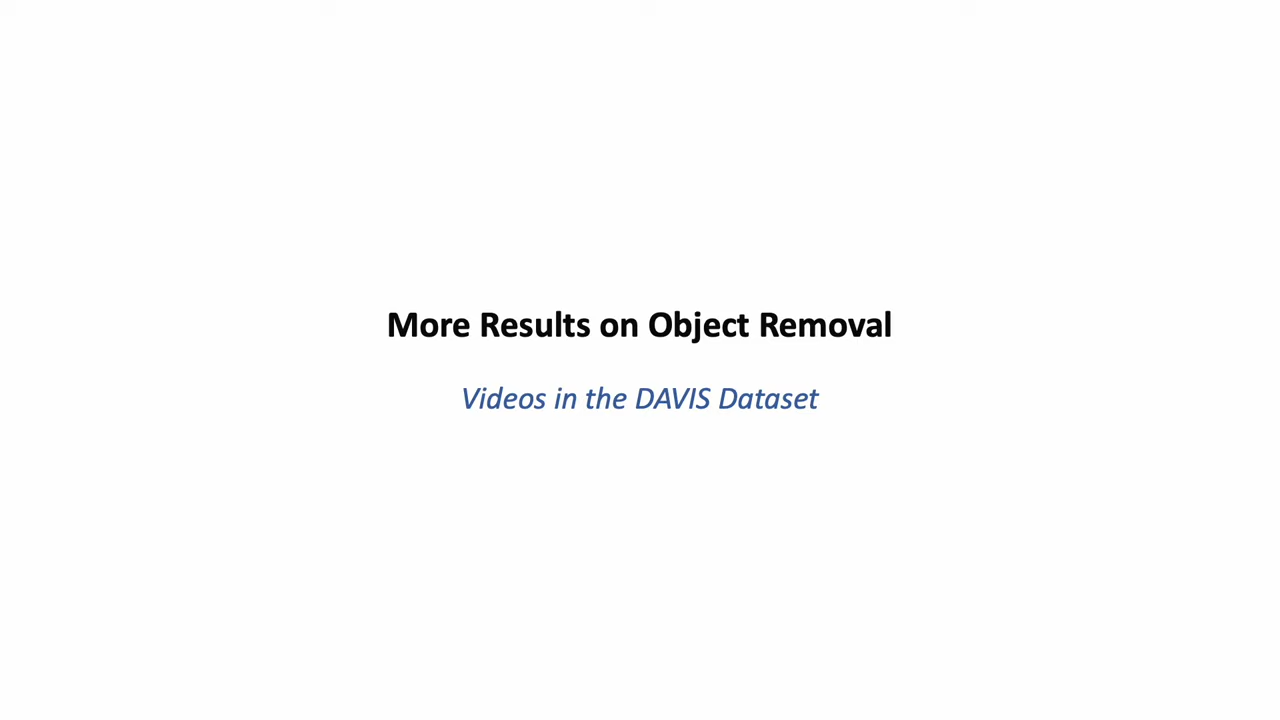 More Results on Object Removal
Videos in the DAVIS Dataset